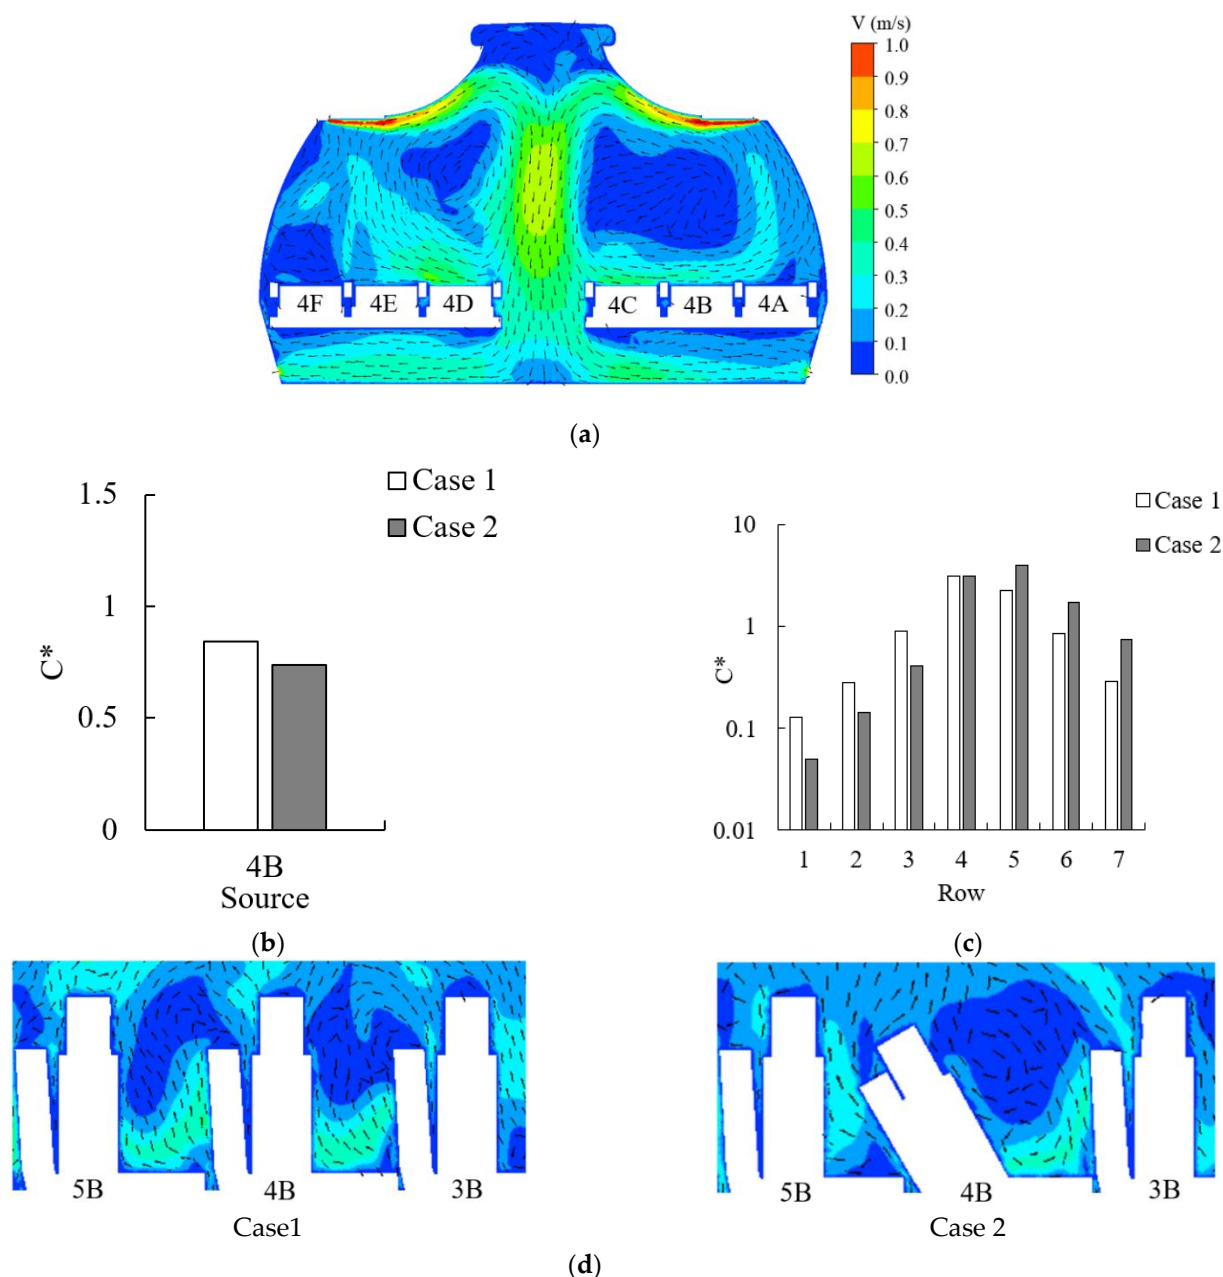 V (m/s)
1.0
0.9
0.8
0.7
0.6
0.5
0.4
0.3
0.2
0.1
0.0
4F 4E 4D 4C 4B 4A
(a)
Case 1
Case 2
1.5
1
0.5
0
C*
4B
Source
(b)
Case 1
Case 2
10
1
0.1
0.01
C*
1 2 3 4 5 6 7
Row
(c)
5B 4B 3B
Case1
5B 4B 3B
Case 2
(d)